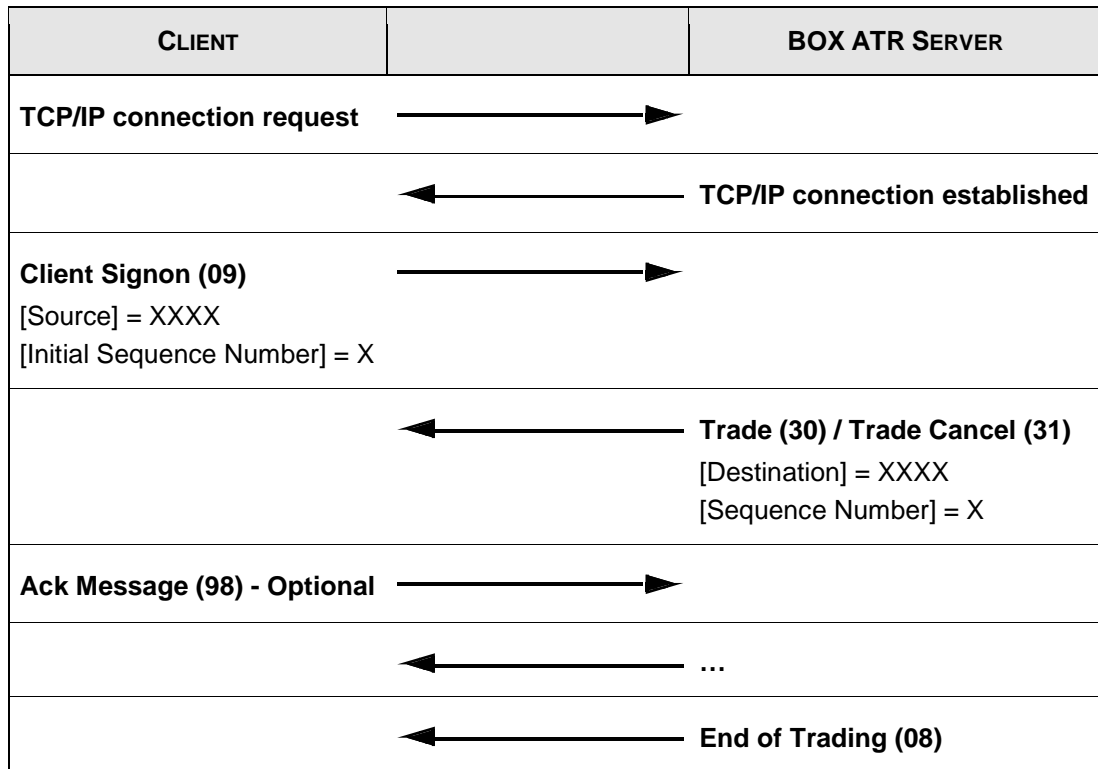 CLIENT
BOX ATR SERVER
TCP/IP connection request
TCP/IP connection established
Client Signon (09)
[Source] = XXXX
[Initial Sequence Number] = X
Trade (30) / Trade Cancel (31)
[Destination] = XXXX
[Sequence Number] = X
Ack Message (98) - Optional
…
End of Trading (08)